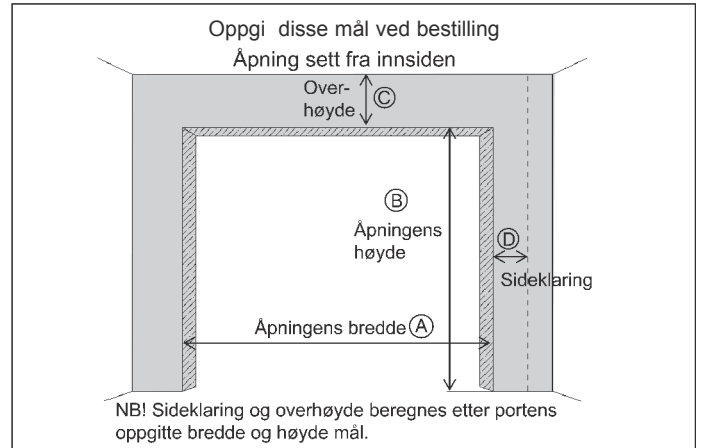 Oppgi disse mål ved bestilling
Åpning sett fra innsiden
Over-
høyde C
B
Åpningens
høyde
D
Sideklaring
Åpningens bredde A
NB! Sideklaring og overhøyde beregnes etter portens
oppgitte bredde og høyde mål.